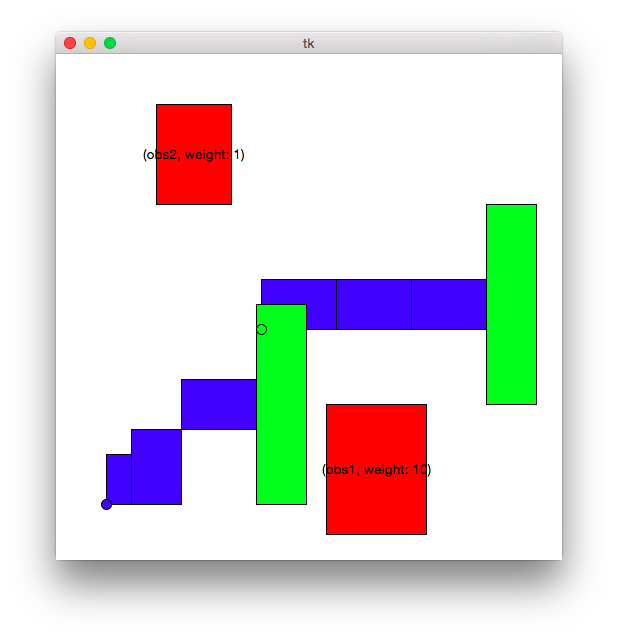 tk
(obs2, weight: 1)
(obs1, weight: 10)